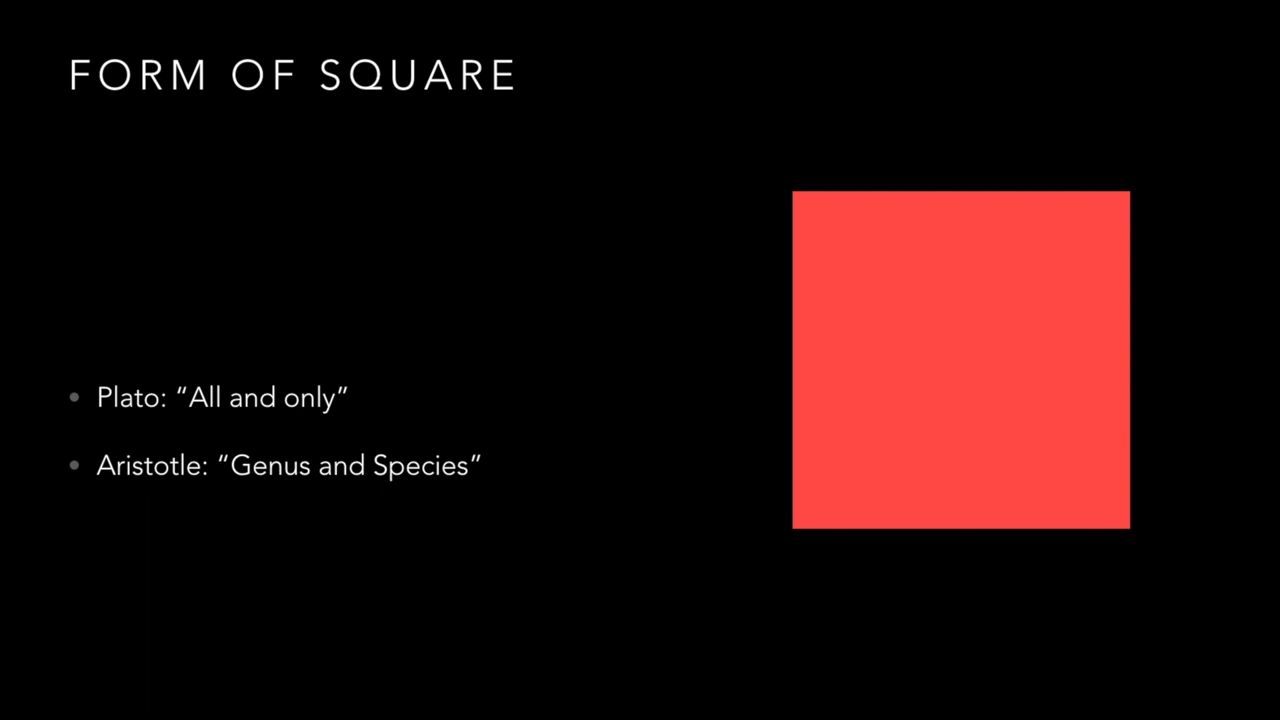 FORM OF SQUARE
• Plato: “All and only”
• Aristotle: “Genus and Species”